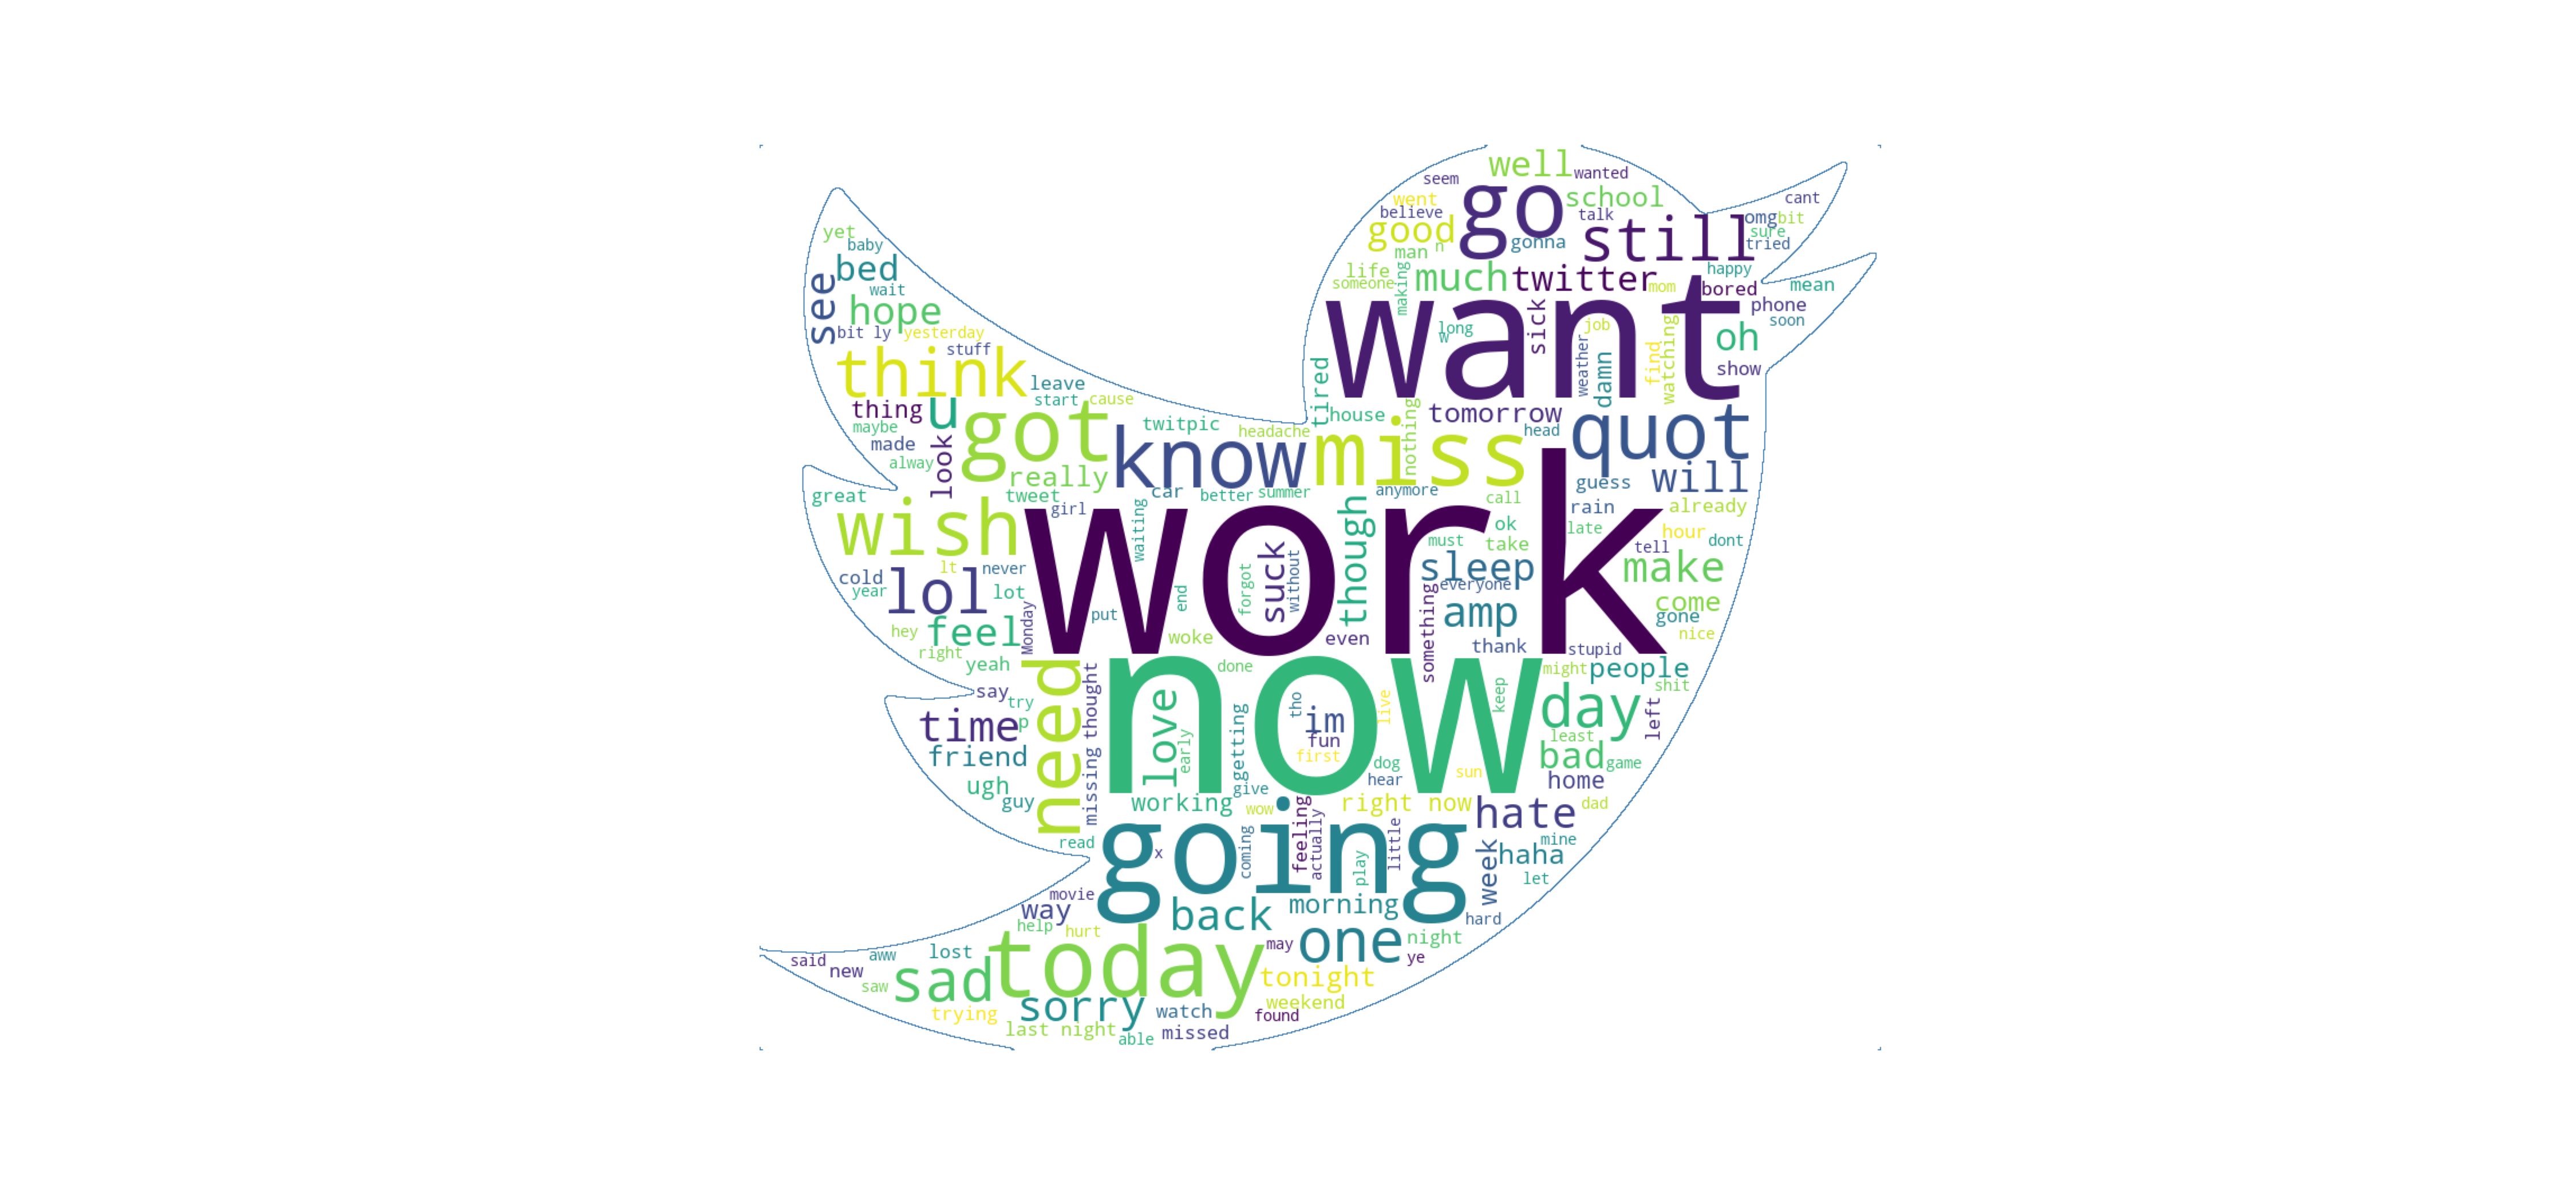 well
wanted
seem
go
school
went
believe
talk
cant
good
still
omg
bit
sure
tried
yet
baby
man
n
gonna
bed
life
someone
making
much
twitter
mom
happy
bored
mean
see
wait
hope
want
phone
soon
bit ly
yesterday
long
w
sick
job
oh
stuff
weather
damn
find
watching
show
think
leave
tired
start
cause
thing
u
got
house
tomorrow
quot
maybe
twitpic
headache
nothing
head
made
look
know
miss
alway
really
will
great
tweet
car
better
summer
anymore
guess
call
wish
girl
work
waiting
though
ok
rain
already
late
hour
dont
must
take
tell
lt
never
cold
year
lol
lot
forgot
suck
without
sleep
everyone
make
come
gone
end
put
amp
something
hey
feel
Monday
woke
even
thank
stupid
nice
right
yeah
need
now
done
might
people
shit
say
try
missing thought
love
tho
live
keep
day
left
time
p
im
fun
first
early
getting
least
friend
dog
hear
sun
bad
game
ugh
guy
give
home
working
wow
right now
hate
dad
read
x
going
coming
feeling
actually
play
little
week
haha
mine
let
movie
way
back
morning
hard
help
hurt
today
may
one
night
ye
said
new
aww
lost
saw
sad
tonight
trying
sorry
watch
weekend
found
last night
able
missed